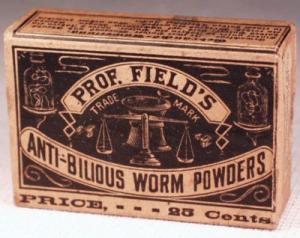 PROF. FIELD'S
TRADE MARK
ANTI-BILIOUS WORM POWDERS
PRICE, - - - 25 Cents.